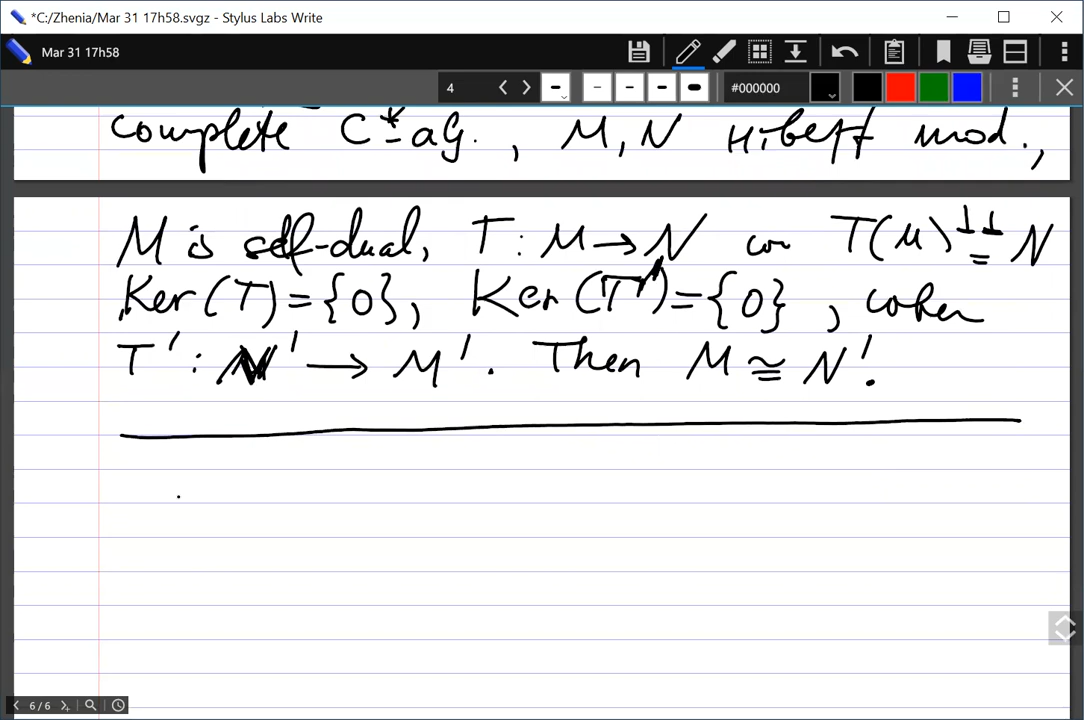 *C:/Zhenia/Mar 31 17h58.svgz - Stylus Labs Write
Mar 31 17h58
4
#000000
complete C*-alg., M, N Hilbert mod.,
M is self-dual, T: M → N w T(M)⊥⊥ = N
Ker(T) = {0}, Ker(T') = {0}, when
T' : N' → M'. Then M ≅ N'.
6/6